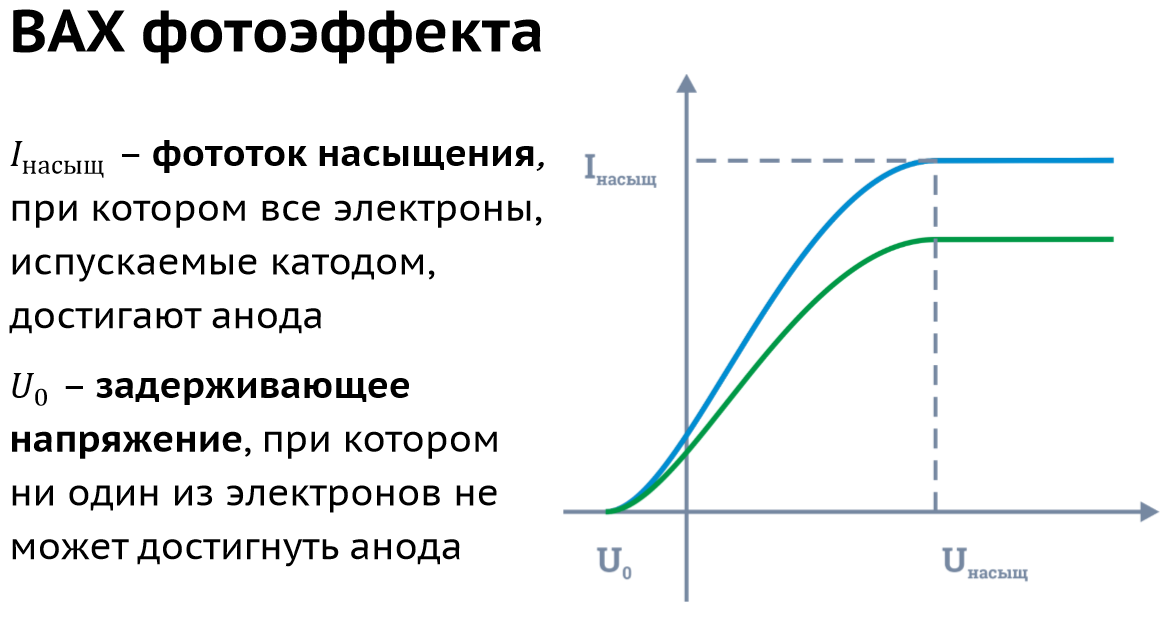 ВАХ фотоэффекта
Iнасыщ – фототок насыщения,
при котором все электроны,
испускаемые катодом,
достигают анода
U0 – задерживающее
напряжение, при котором
ни один из электронов не
может достигнуть анода
Iнасыщ
U0
Uнасыщ